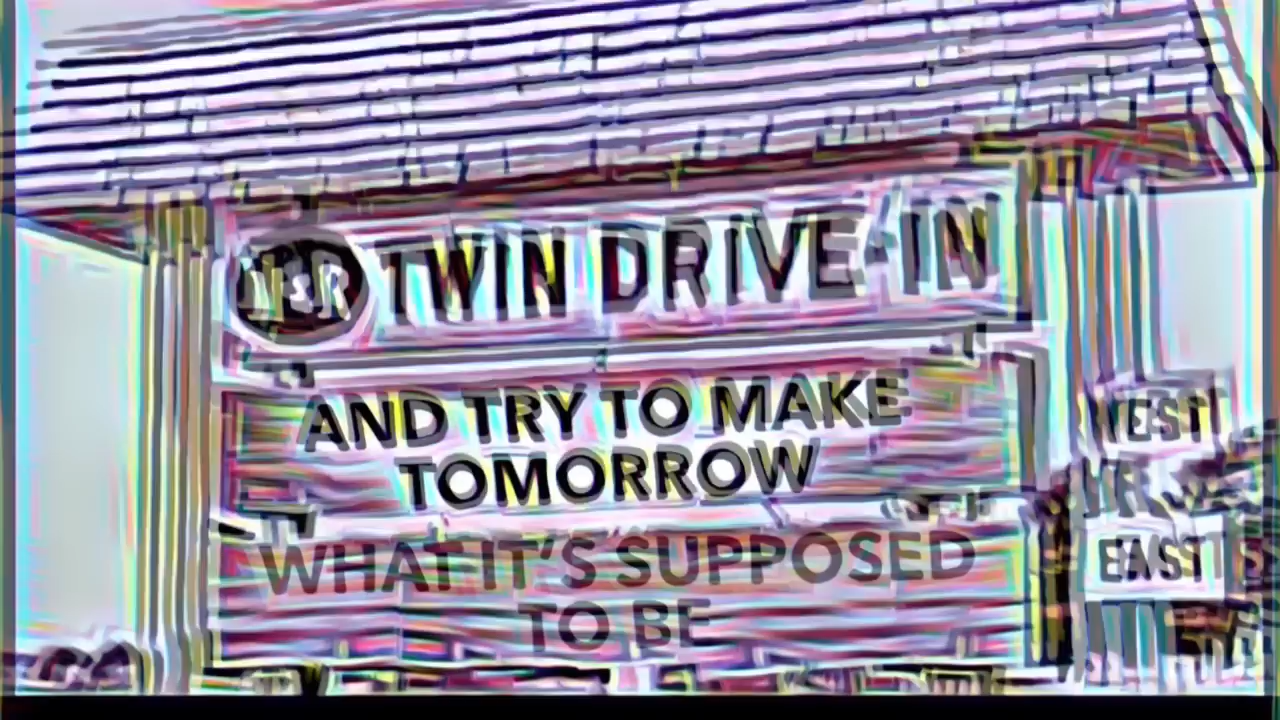 TWIN DRIVE-IN
AND TRY TO MAKE
TOMORROW
WHAT IT'S SUPPOSED
TO BE
WEST
EAST